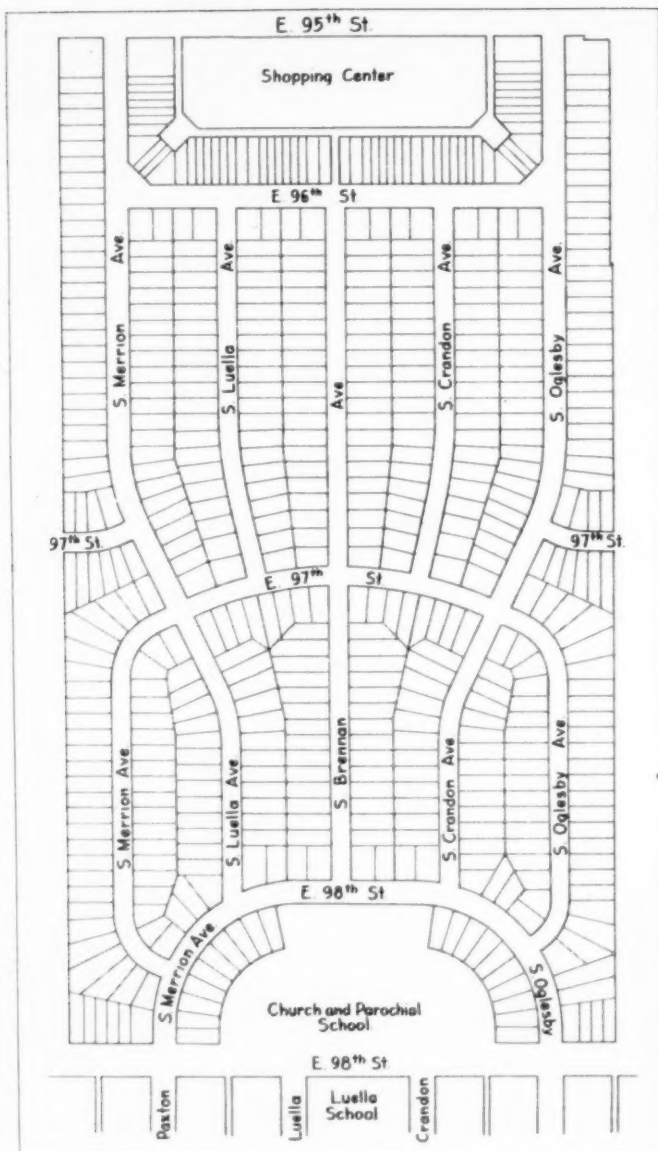 E. 95th St.
Shopping Center
E. 96th St.
S. Merrion Ave.
S. Luella Ave.
Ave
S. Crandon Ave.
S. Oglesby Ave.
97th St.
97th St.
E. 97th St
S. Merrion Ave.
S. Luella Ave
S. Brennan
S. Crandon Ave
S. Oglesby Ave.
E. 98th St.
S. Merrion Ave.
S. Oglesby
Church and Parochial
School
E. 98th St.
Paxton
Luella
Luella
School
Crandon